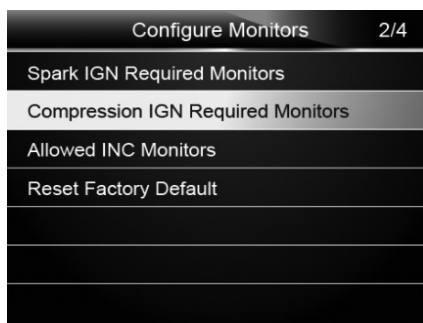 Configure Monitors 2/4
Spark IGN Required Monitors
Compression IGN Required Monitors
Allowed INC Monitors
Reset Factory Default